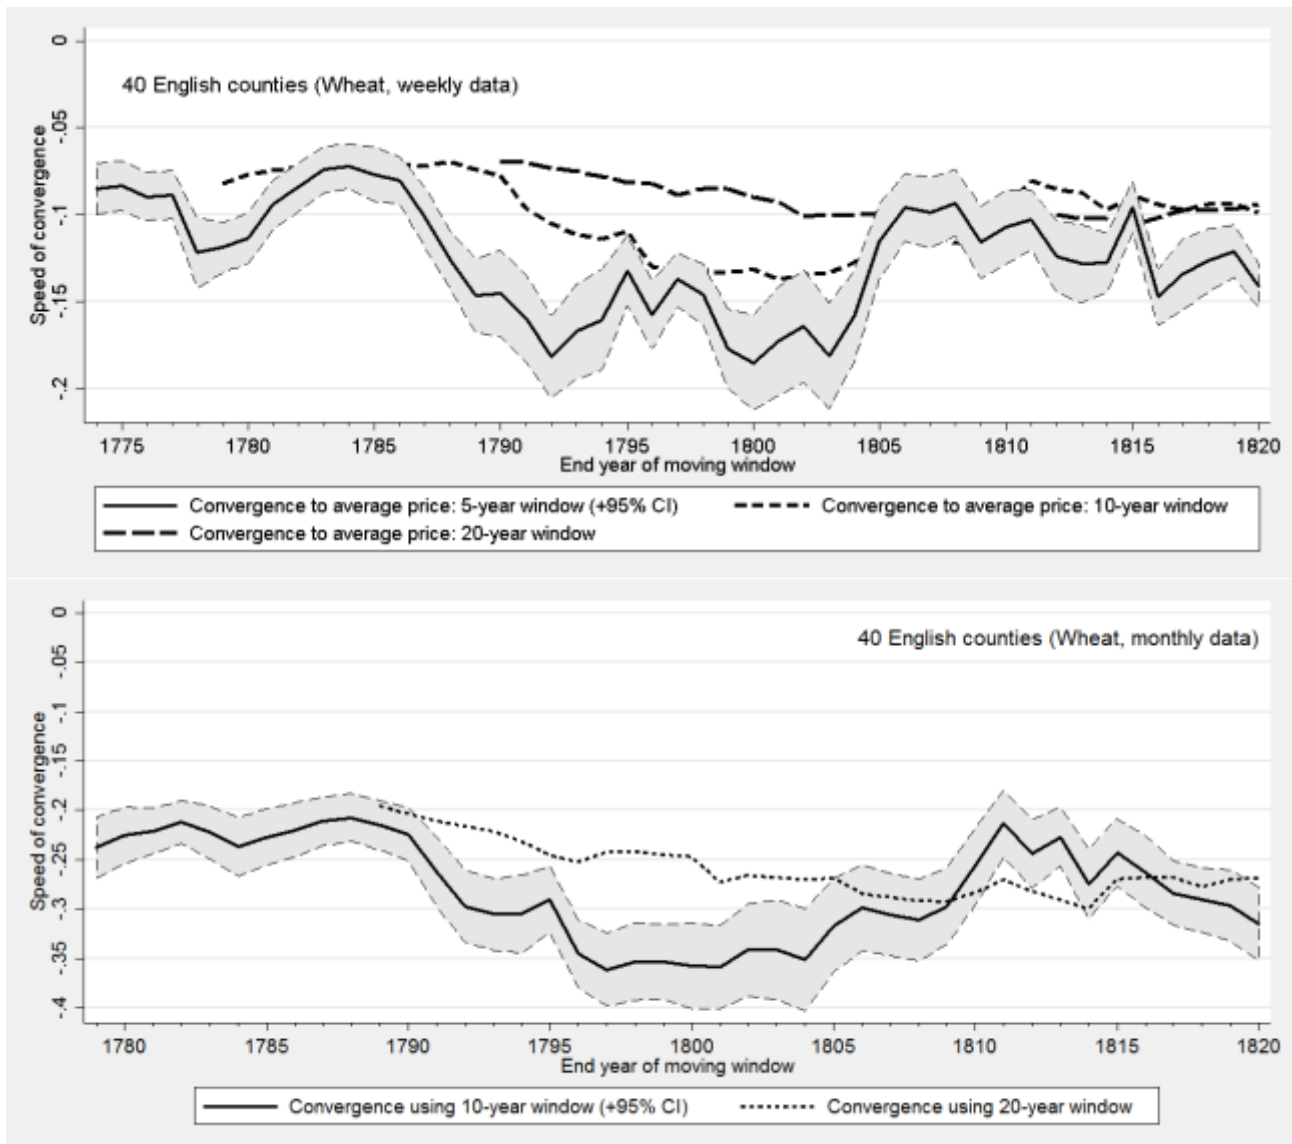 0
-.05
-.1
-.15
-.2
Speed of convergence
40 English counties (Wheat, weekly data)
1775 1780 1785 1790 1795 1800 1805 1810 1815 1820
End year of moving window
Convergence to average price: 5-year window (+95% CI) Convergence to average price: 10-year window
Convergence to average price: 20-year window
0
-.05
-.1
-.15
-.2
-.25
-.3
-.35
-.4
Speed of convergence
40 English counties (Wheat, monthly data)
1780 1785 1790 1795 1800 1805 1810 1815 1820
End year of moving window
Convergence using 10-year window (+95% CI) Convergence using 20-year window